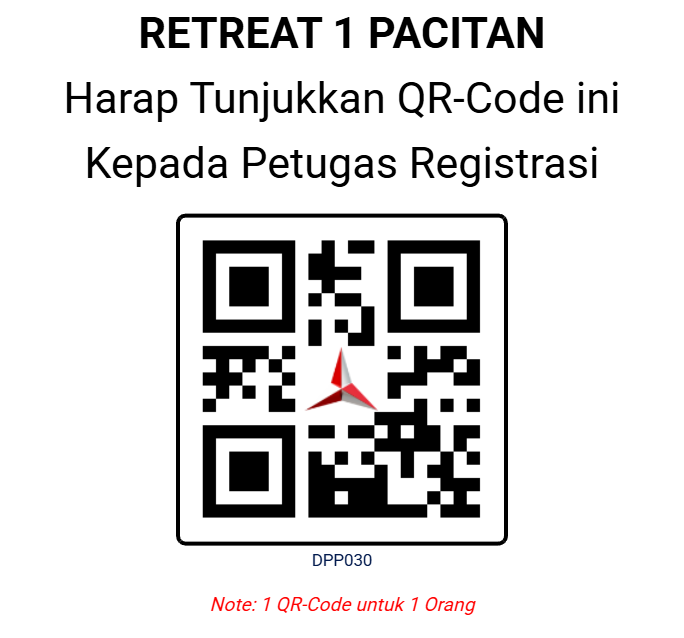 RETREAT 1 PACITAN
Harap Tunjukkan QR-Code ini
Kepada Petugas Registrasi
DPP030
Note: 1 QR-Code untuk 1 Orang